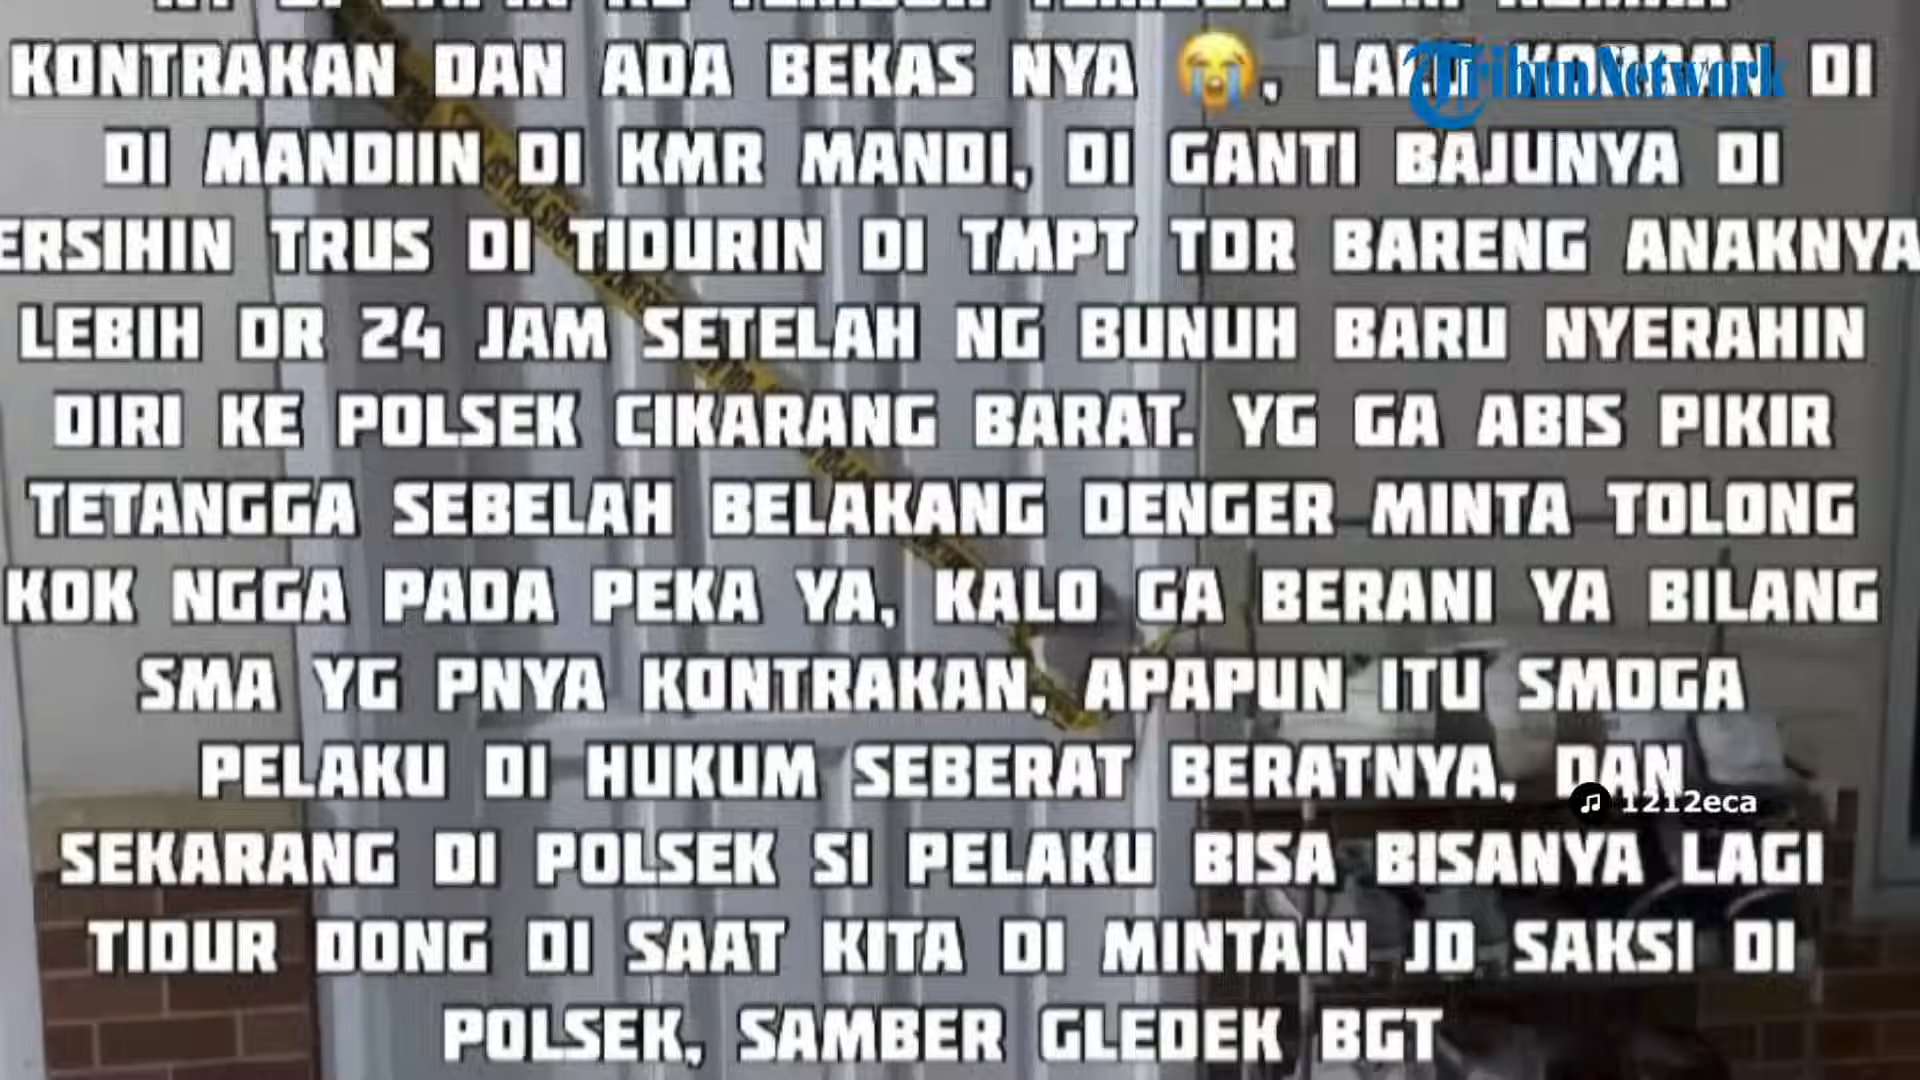 KONTRAKAN DAN ADA BEKAS NYA 😭, LALU KORBAN DI
TribunNetwork
DI MANDIIN DI KMR MANDI, DI GANTI BAJUNYA DI
ERSIHIN TRUS DI TIDURIN DI TMPT TDR BARENG ANAKNYA
LEBIH DR 24 JAM SETELAH NG BUNUH BARU NYERAHIN
DIRI KE POLSEK CIKARANG BARAT. YG GA ABIS PIKIR
TETANGGA SEBELAH BELAKANG DENGER MINTA TOLONG
KOK NGGA PADA PEKA YA, KALO GA BERANI YA BILANG
SMA YG PNYA KONTRAKAN, APAPUN ITU SMOGA
PELAKU DI HUKUM SEBERAT BERATNYA, DAN
1212eca
SEKARANG DI POLSEK SI PELAKU BISA BISANYA LAGI
TIDUR DONG DI SAAT KITA DI MINTAIN JD SAKSI DI
POLSEK, SAMBER GLEDEK BGT